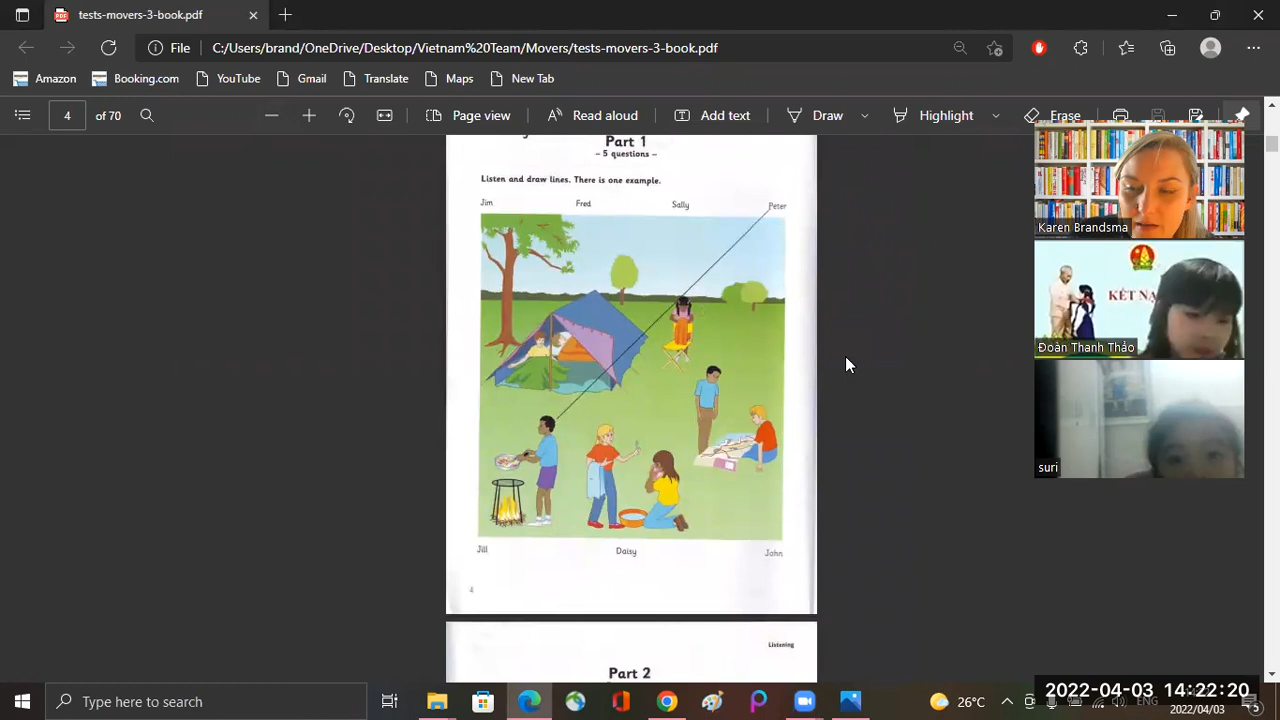 tests-movers-3-book.pdf
File C:/Users/brand/OneDrive/Desktop/Vietnam%20Team/Movers/tests-movers-3-book.pdf
Amazon Booking.com YouTube Gmail Translate Maps New Tab
4 of 70 Page view Read aloud Add text Draw Highlight Erase
Part 1
– 5 questions –
Listen and draw lines. There is one example.
Jim Fred Sally Peter
Jill Daisy John
4
Listening
Part 2
Karen Brandsma
KẾT NẠ
Đoàn Thanh Thảo
suri
Type here to search
26°C
ENG
2022-04-03 14:22:20
2022/04/03